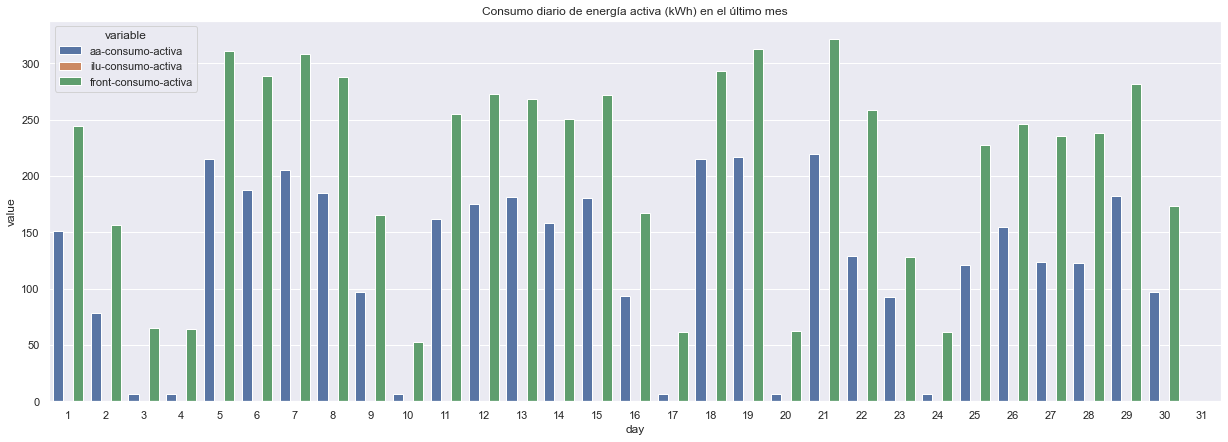 Consumo diario de energía activa (kWh) en el último mes
variable
aa-consumo-activa
ilu-consumo-activa
front-consumo-activa
value
300
250
200
150
100
50
0
1 2 3 4 5 6 7 8 9 10 11 12 13 14 15 16 17 18 19 20 21 22 23 24 25 26 27 28 29 30 31
day